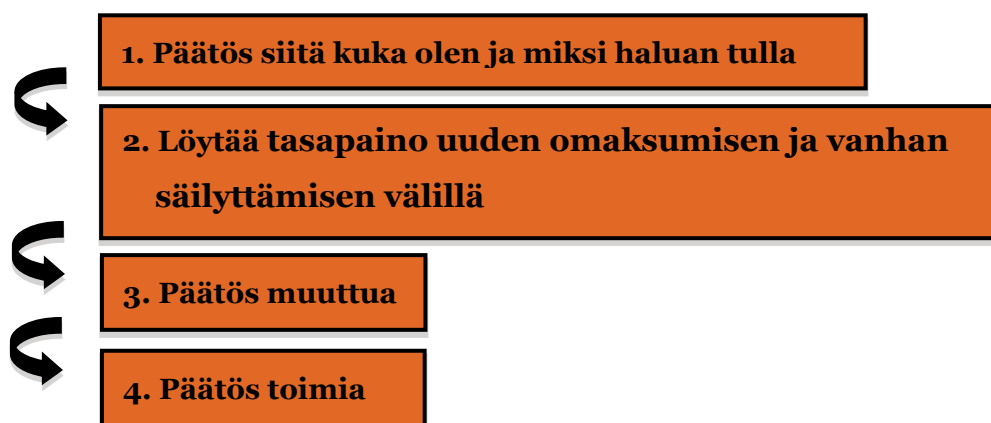 1. Päätös siitä kuka olen ja miksi haluan tulla
2. Löytää tasapaino uuden omaksumisen ja vanhan
säilyttämisen välillä
3. Päätös muuttua
4. Päätös toimia